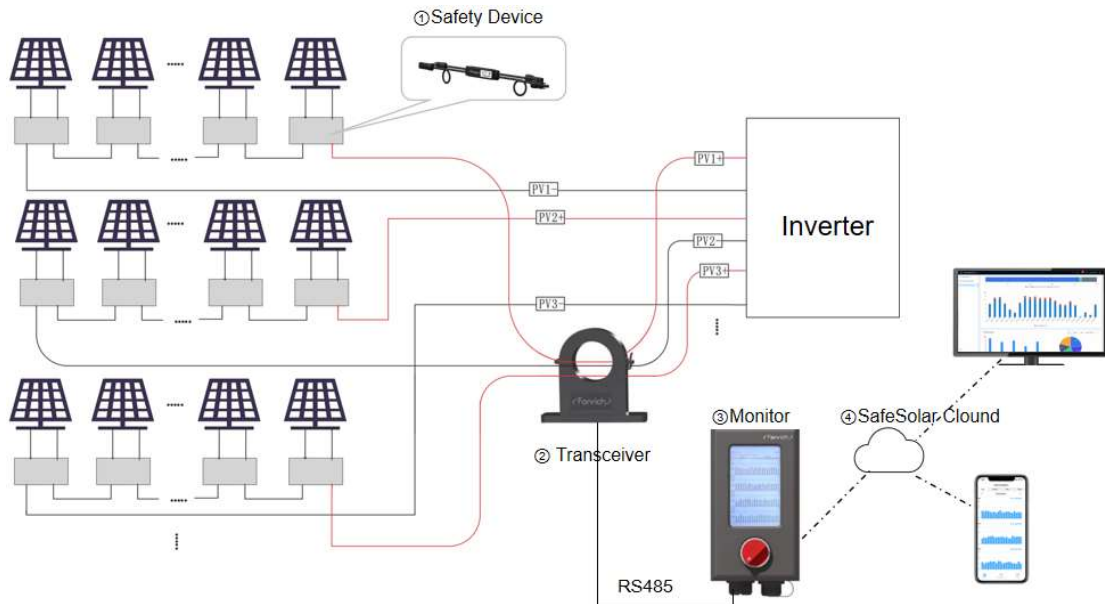 ①Safety Device
PV1+
PV1-
PV2+
PV2-
PV3+
PV3-
Inverter
② Transceiver
③Monitor
④SafeSolar Clound
RS485